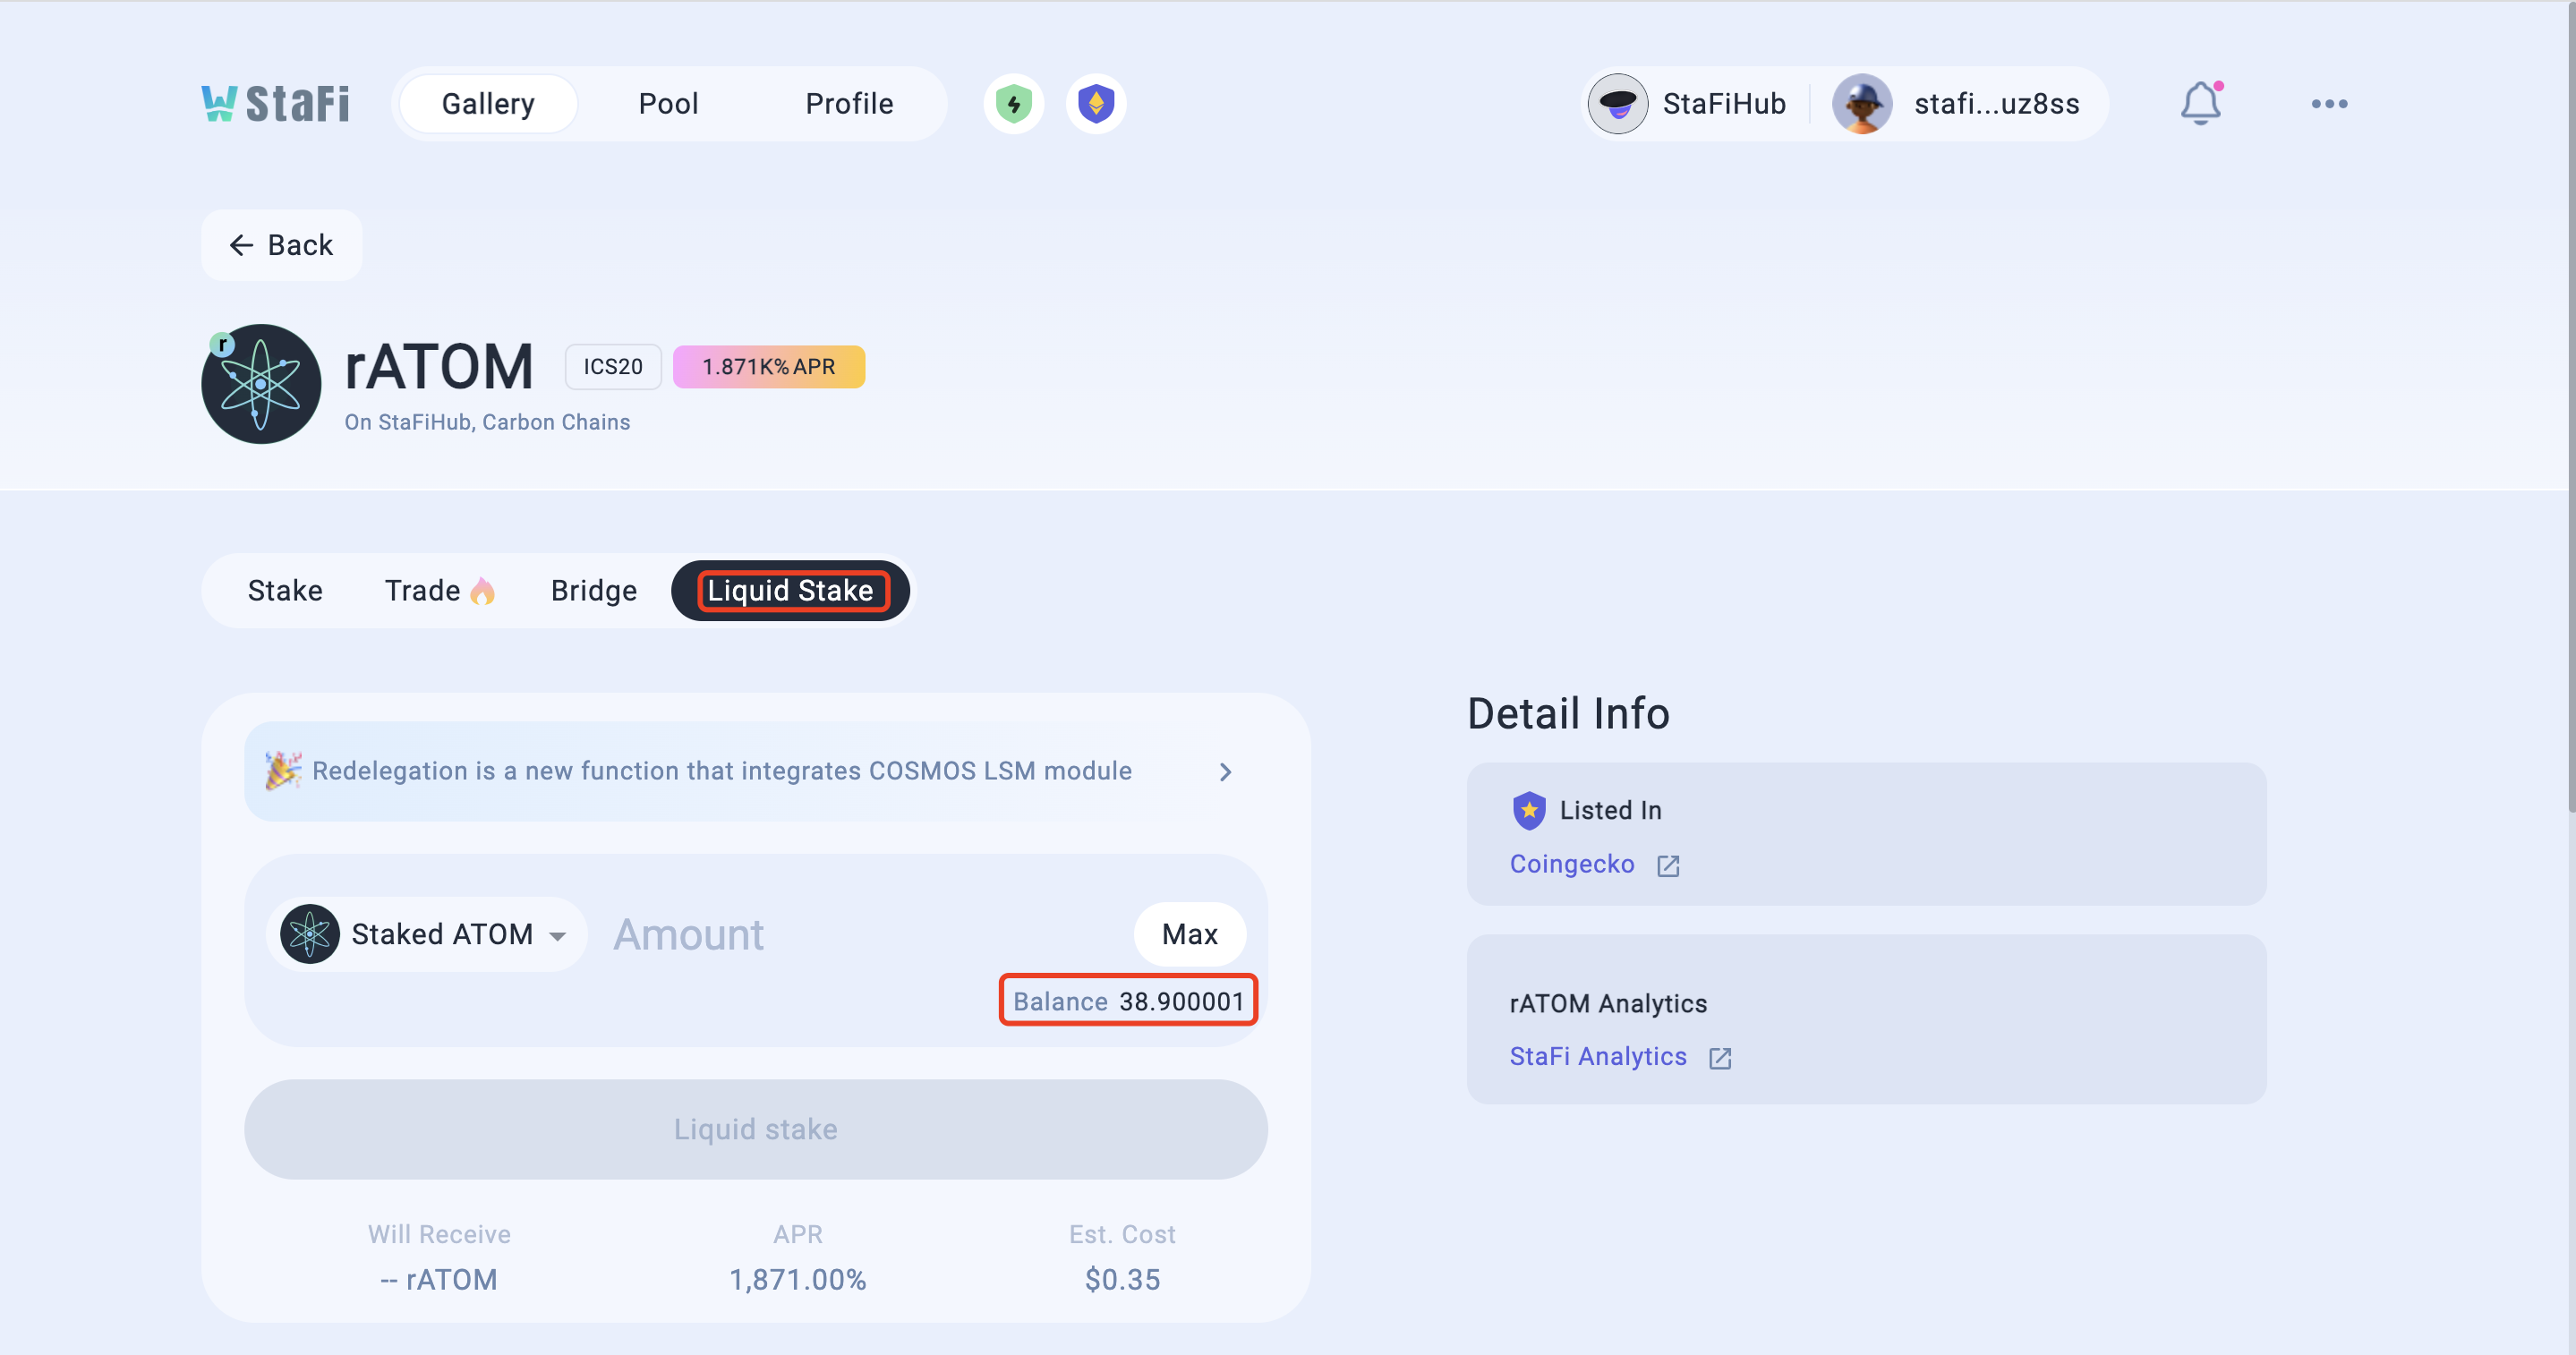 StaFi
Gallery Pool Profile
StaFiHub stafi...uz8ss
Back
r
rATOM ICS20 1.871K% APR
On StaFiHub, Carbon Chains
Stake Trade Bridge Liquid Stake
Redelegation is a new function that integrates COSMOS LSM module
Staked ATOM Amount Max
Balance 38.900001
Liquid stake
Will Receive APR Est. Cost
-- rATOM 1,871.00% $0.35
Detail Info
Listed In
Coingecko
rATOM Analytics
StaFi Analytics